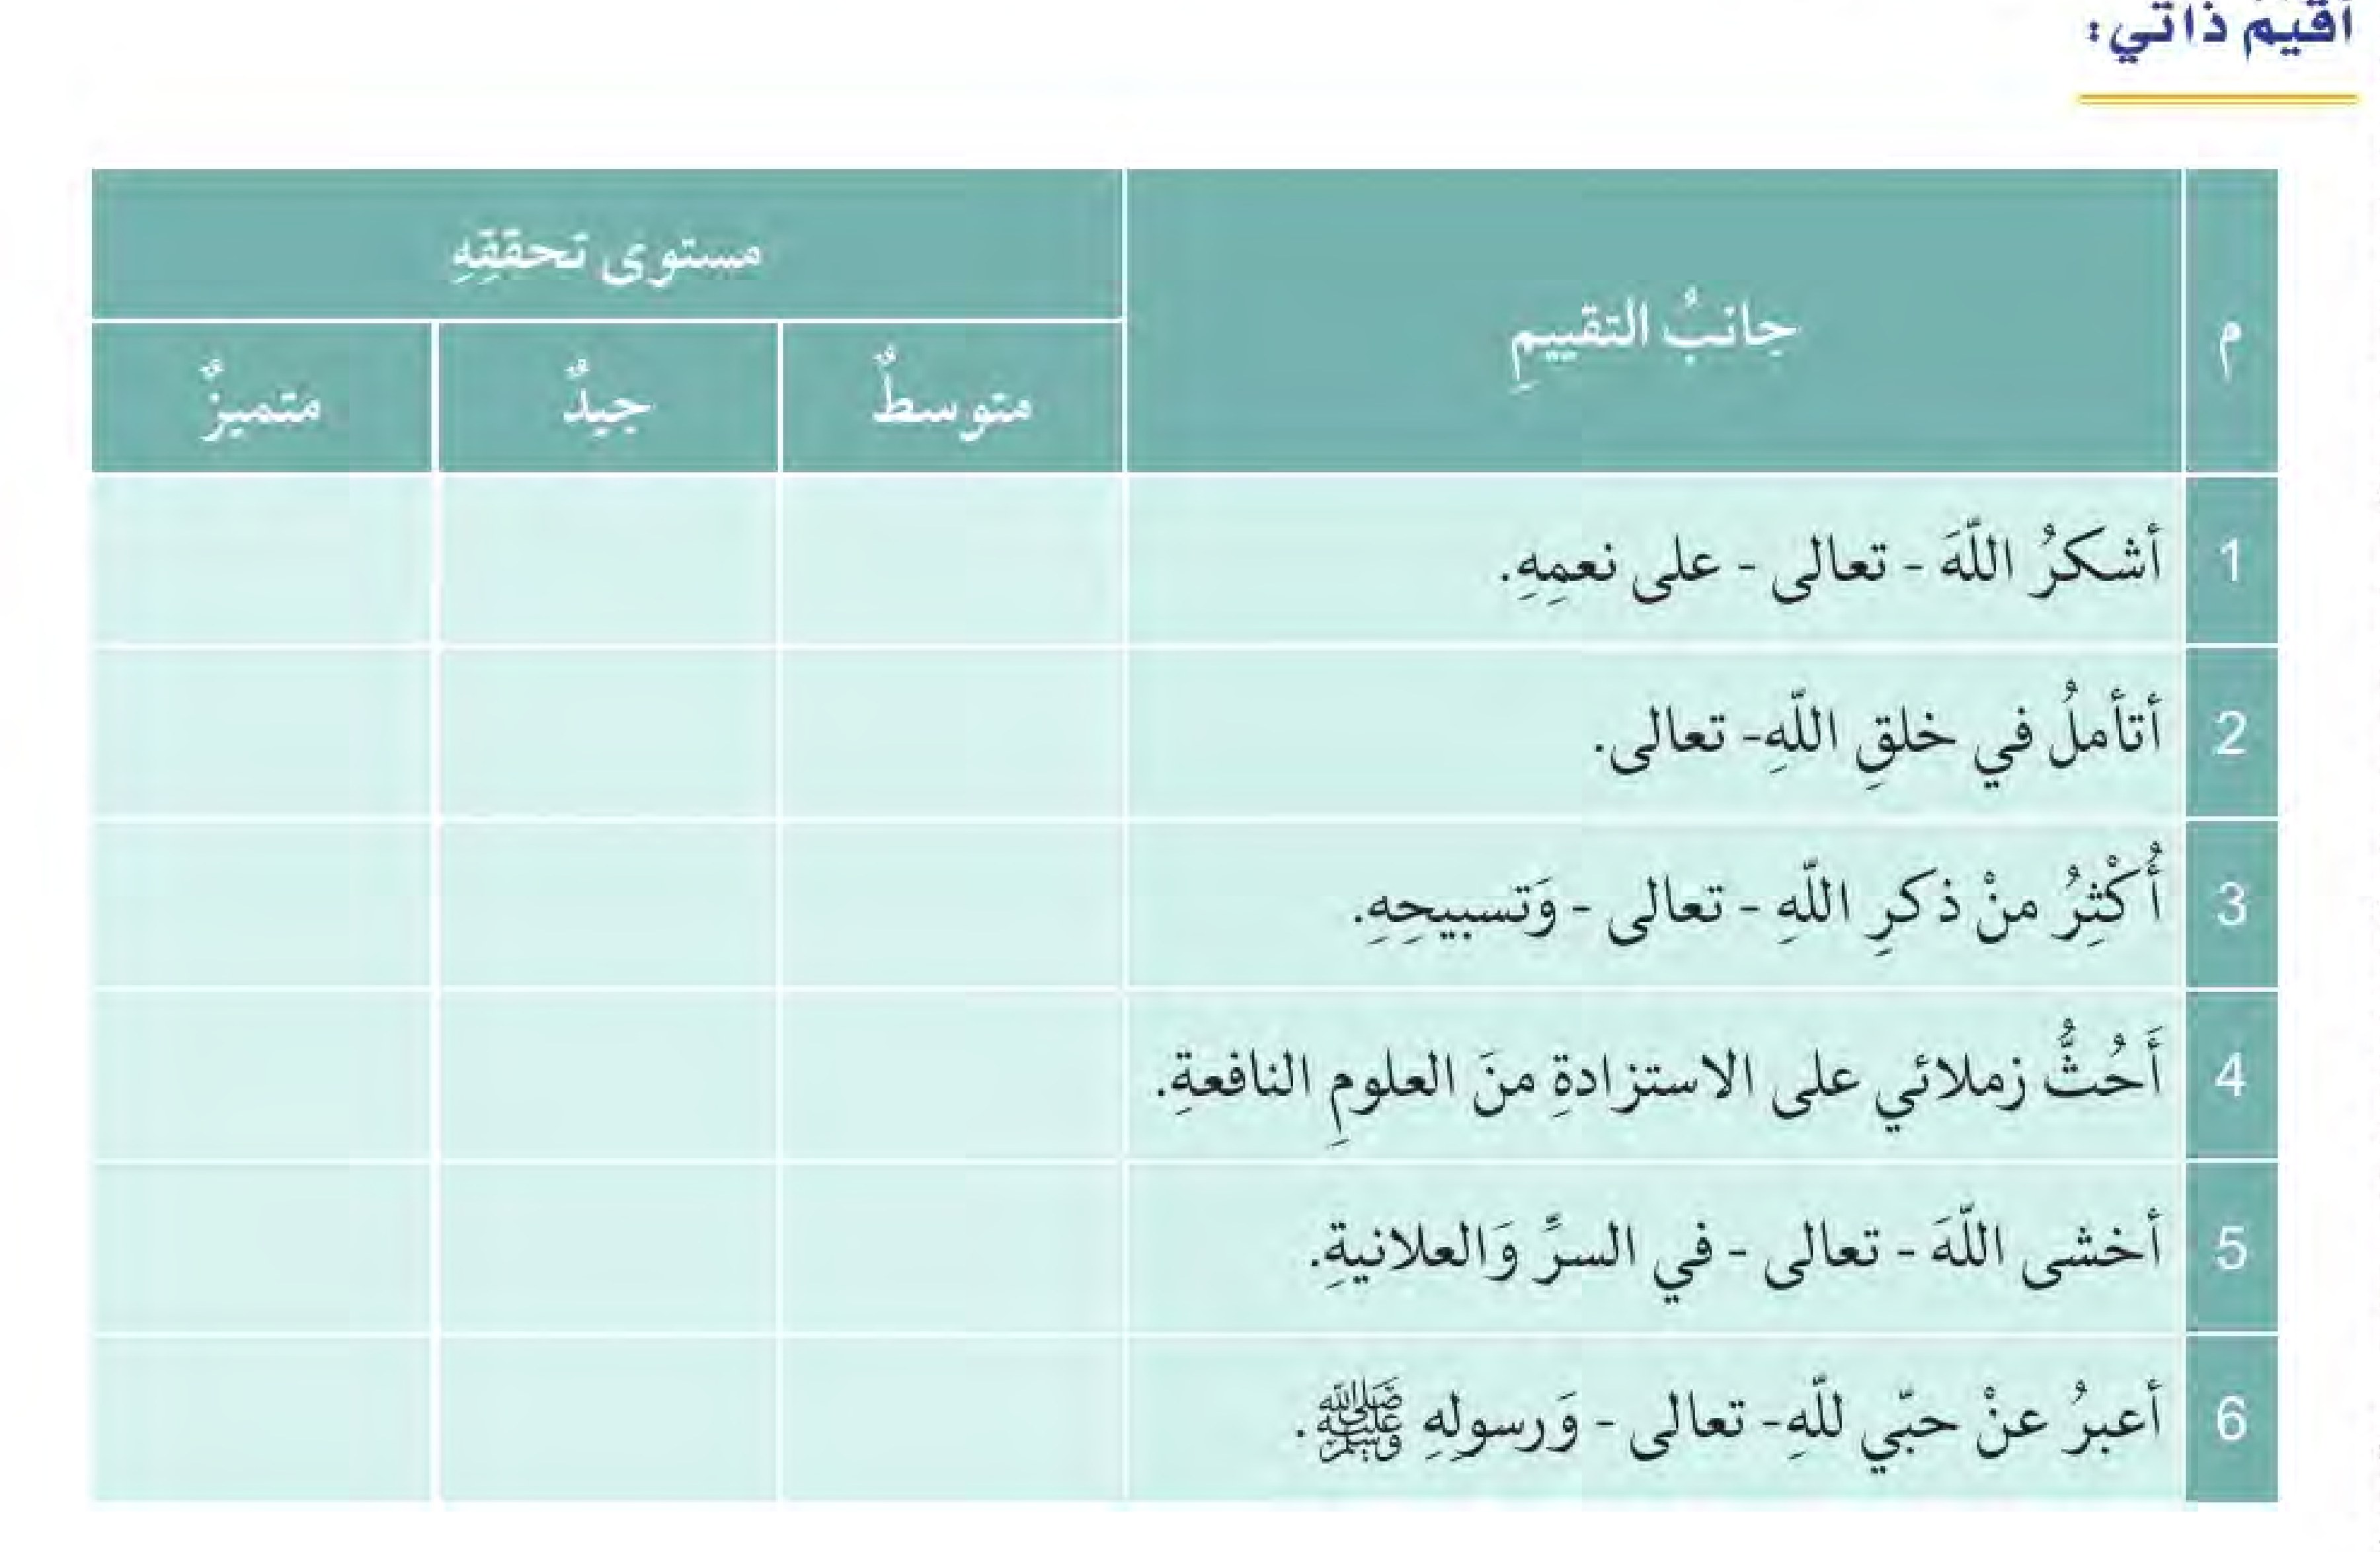 أقيّم ذاتي:
م
جانبُ التقييمِ
مستوى تحققِهِ
متوسطٌ
جيدٌ
متميزٌ
1 أشكرُ اللّهَ - تعالى - على نعمِهِ.
2 أتأملُ في خلقِ اللّهِ- تعالى.
3 أُكْثِرُ منْ ذكرِ اللّهِ - تعالى - وَتسبيحِهِ.
4 أَحُثُّ زملائي على الاستزادةِ منَ العلومِ النافعةِ.
5 أخشى اللّهَ - تعالى - في السرِّ وَالعلانيةِ.
6 أعبرُ عنْ حبّي للّهِ- تعالى - وَرسولِهِ ﷺ.